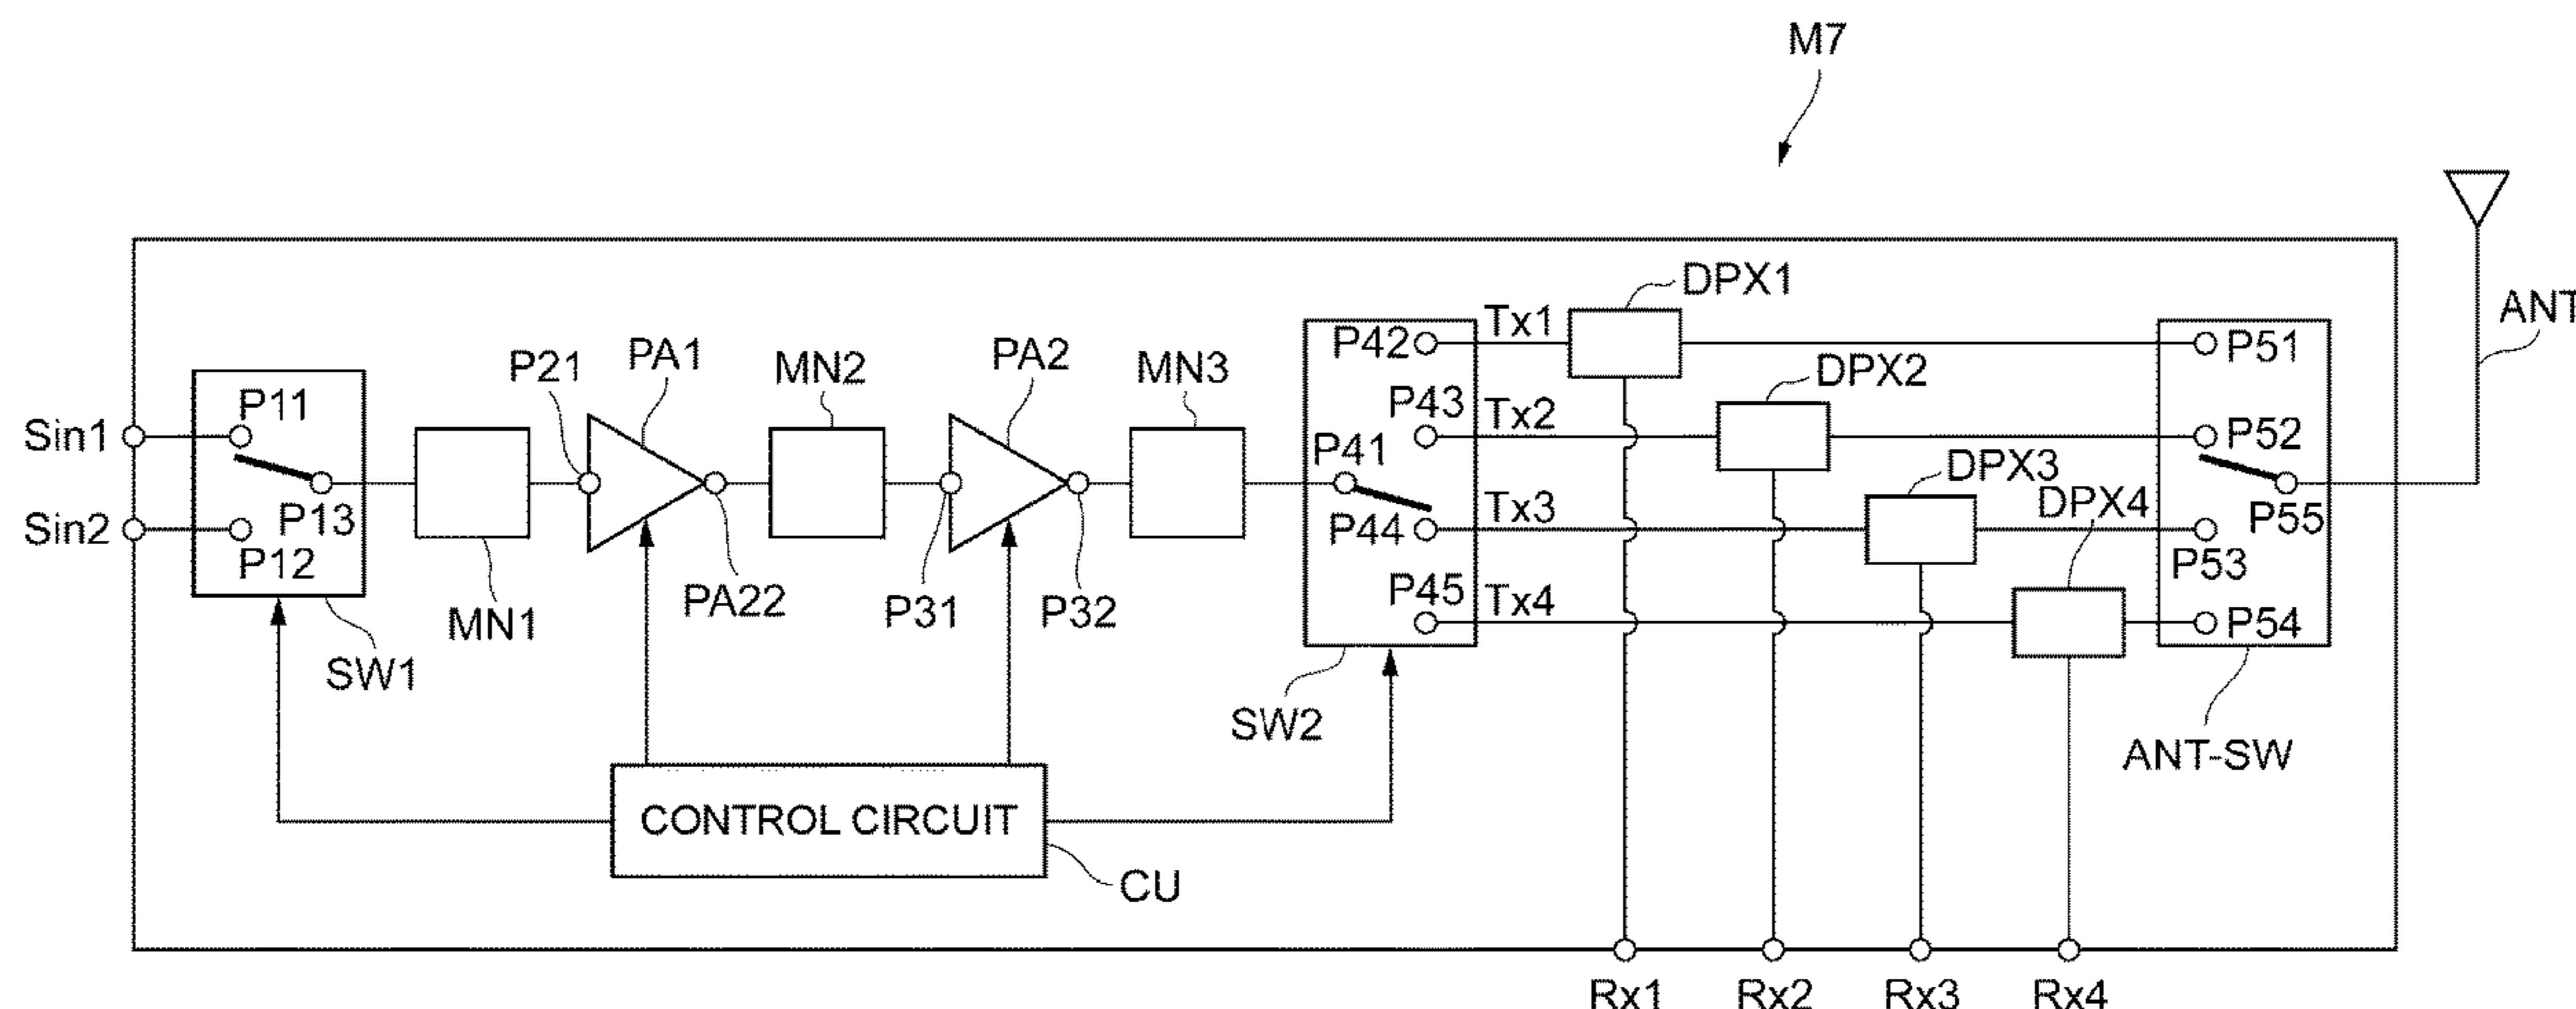 M7
DPX1
ANT
Tx1
P42
P51
PA1
PA2
P21
MN2
MN3
DPX2
P11
P43
Tx2
Sin1
P52
P41
DPX3
P13
Tx3
DPX4
Sin2
P44
P55
P12
P53
P45
Tx4
PA22
P31
P32
P54
MN1
SW1
SW2
ANT-SW
CONTROL CIRCUIT
CU
Rx1
Rx2
Rx3
Rx4